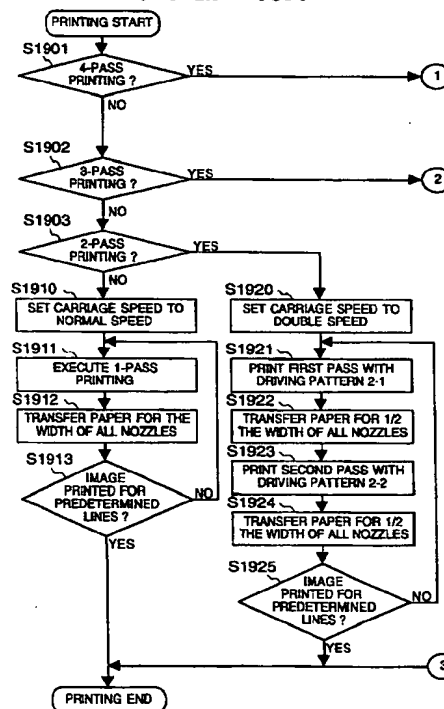 PRINTING START
S1901
4-PASS
PRINTING ?
YES
1
NO
S1902
3-PASS
PRINTING ?
YES
2
NO
S1903
2-PASS
PRINTING ?
YES
NO
S1910
SET CARRIAGE SPEED TO
NORMAL SPEED
S1911
EXECUTE 1-PASS
PRINTING
S1912
TRANSFER PAPER FOR THE
WIDTH OF ALL NOZZLES
S1913
IMAGE
PRINTED FOR
PREDETERMINED
LINES ?
NO
YES
S1920
SET CARRIAGE SPEED TO
DOUBLE SPEED
S1921
PRINT FIRST PASS WITH
DRIVING PATTERN 2-1
S1922
TRANSFER PAPER FOR 1/2
THE WIDTH OF ALL NOZZLES
S1923
PRINT SECOND PASS WITH
DRIVING PATTERN 2-2
S1924
TRANSFER PAPER FOR 1/2
THE WIDTH OF ALL NOZZLES
S1925
IMAGE
PRINTED FOR
PREDETERMINED
LINES ?
NO
YES
3
PRINTING END